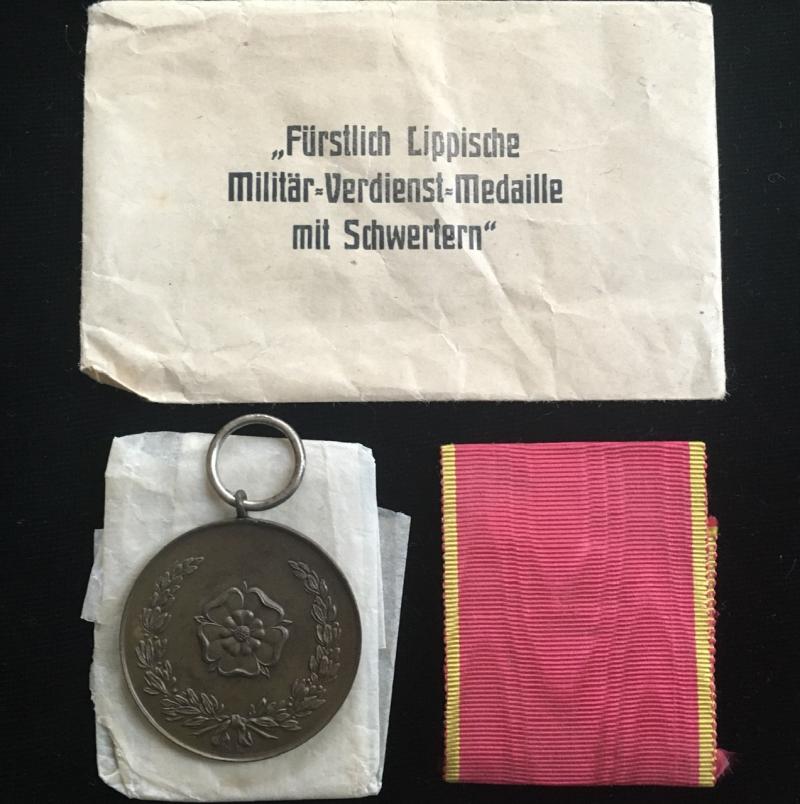 „Fürstlich Lippische
Militär=Verdienst=Medaille
mit Schwertern“